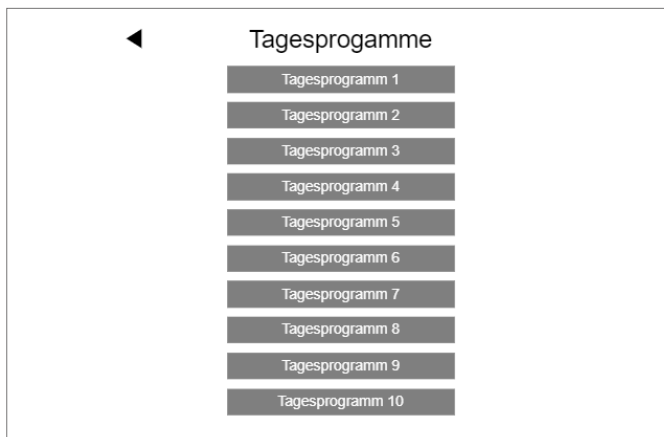 Tagesprogamme
Tagesprogramm 1
Tagesprogramm 2
Tagesprogramm 3
Tagesprogramm 4
Tagesprogramm 5
Tagesprogramm 6
Tagesprogramm 7
Tagesprogramm 8
Tagesprogramm 9
Tagesprogramm 10